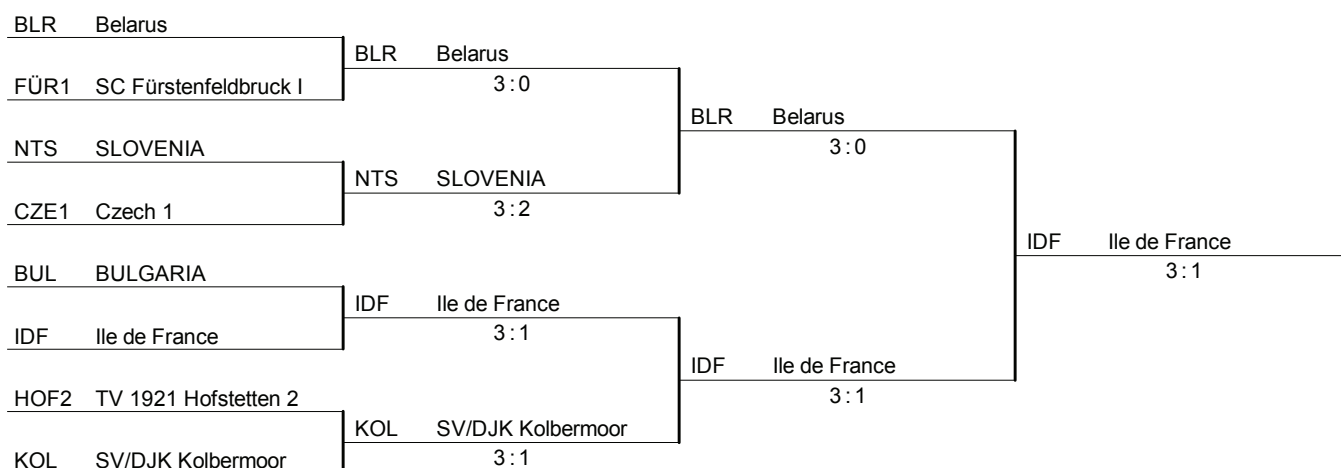 BLR Belarus
BLR Belarus
FÜR1 SC Fürstenfeldbruck I
3:0
BLR Belarus
NTS SLOVENIA
3:0
NTS SLOVENIA
CZE1 Czech 1
3:2
IDF Ile de France
BUL BULGARIA
3:1
IDF Ile de France
IDF Ile de France
3:1
IDF Ile de France
HOF2 TV 1921 Hofstetten 2
3:1
KOL SV/DJK Kolbermoor
KOL SV/DJK Kolbermoor
3:1